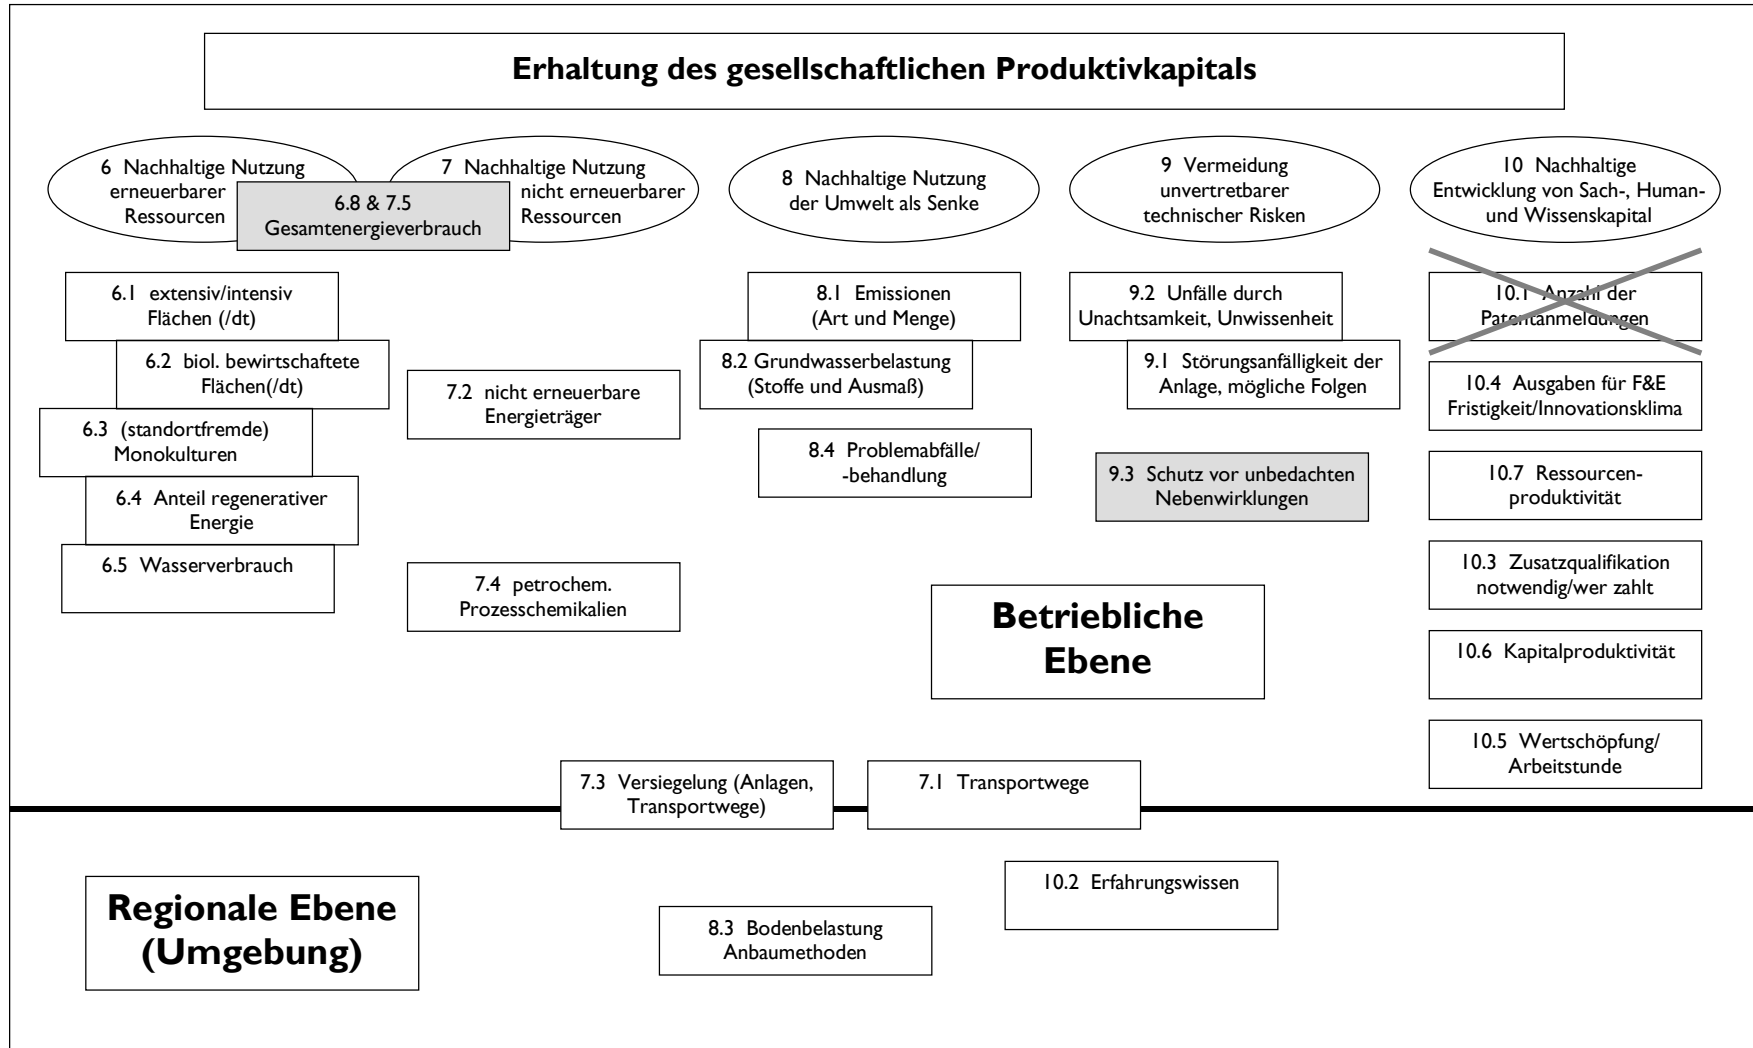 Erhaltung des gesellschaftlichen Produktivkapitals
6 Nachhaltige Nutzung
erneuerbarer
Ressourcen
7 Nachhaltige Nutzung
nicht erneuerbarer
Ressourcen
6.8 & 7.5
Gesamtenergieverbrauch
8 Nachhaltige Nutzung
der Umwelt als Senke
9 Vermeidung
unvertretbarer
technischer Risken
10 Nachhaltige
Entwicklung von Sach-, Human-
und Wissenskapital
6.1 extensiv/intensiv
Flächen (/dt)
6.2 biol. bewirtschaftete
Flächen(/dt)
6.3 (standortfremde)
Monokulturen
6.4 Anteil regenerativer
Energie
6.5 Wasserverbrauch
7.2 nicht erneuerbare
Energieträger
7.4 petrochem.
Prozesschemikalien
8.1 Emissionen
(Art und Menge)
8.2 Grundwasserbelastung
(Stoffe und Ausmaß)
8.4 Problemabfälle/
-behandlung
9.2 Unfälle durch
Unachtsamkeit, Unwissenheit
9.1 Störungsanfälligkeit der
Anlage, mögliche Folgen
9.3 Schutz vor unbedachten
Nebenwirkungen
10.1 Anzahl der
Patentanmeldungen
10.4 Ausgaben für F&E
Fristigkeit/Innovationsklima
10.7 Ressourcen-
produktivität
10.3 Zusatzqualifikation
notwendig/wer zahlt
10.6 Kapitalproduktivität
10.5 Wertschöpfung/
Arbeitstunde
Betriebliche
Ebene
7.3 Versiegelung (Anlagen,
Transportwege)
7.1 Transportwege
10.2 Erfahrungswissen
Regionale Ebene
(Umgebung)
8.3 Bodenbelastung
Anbaumethoden